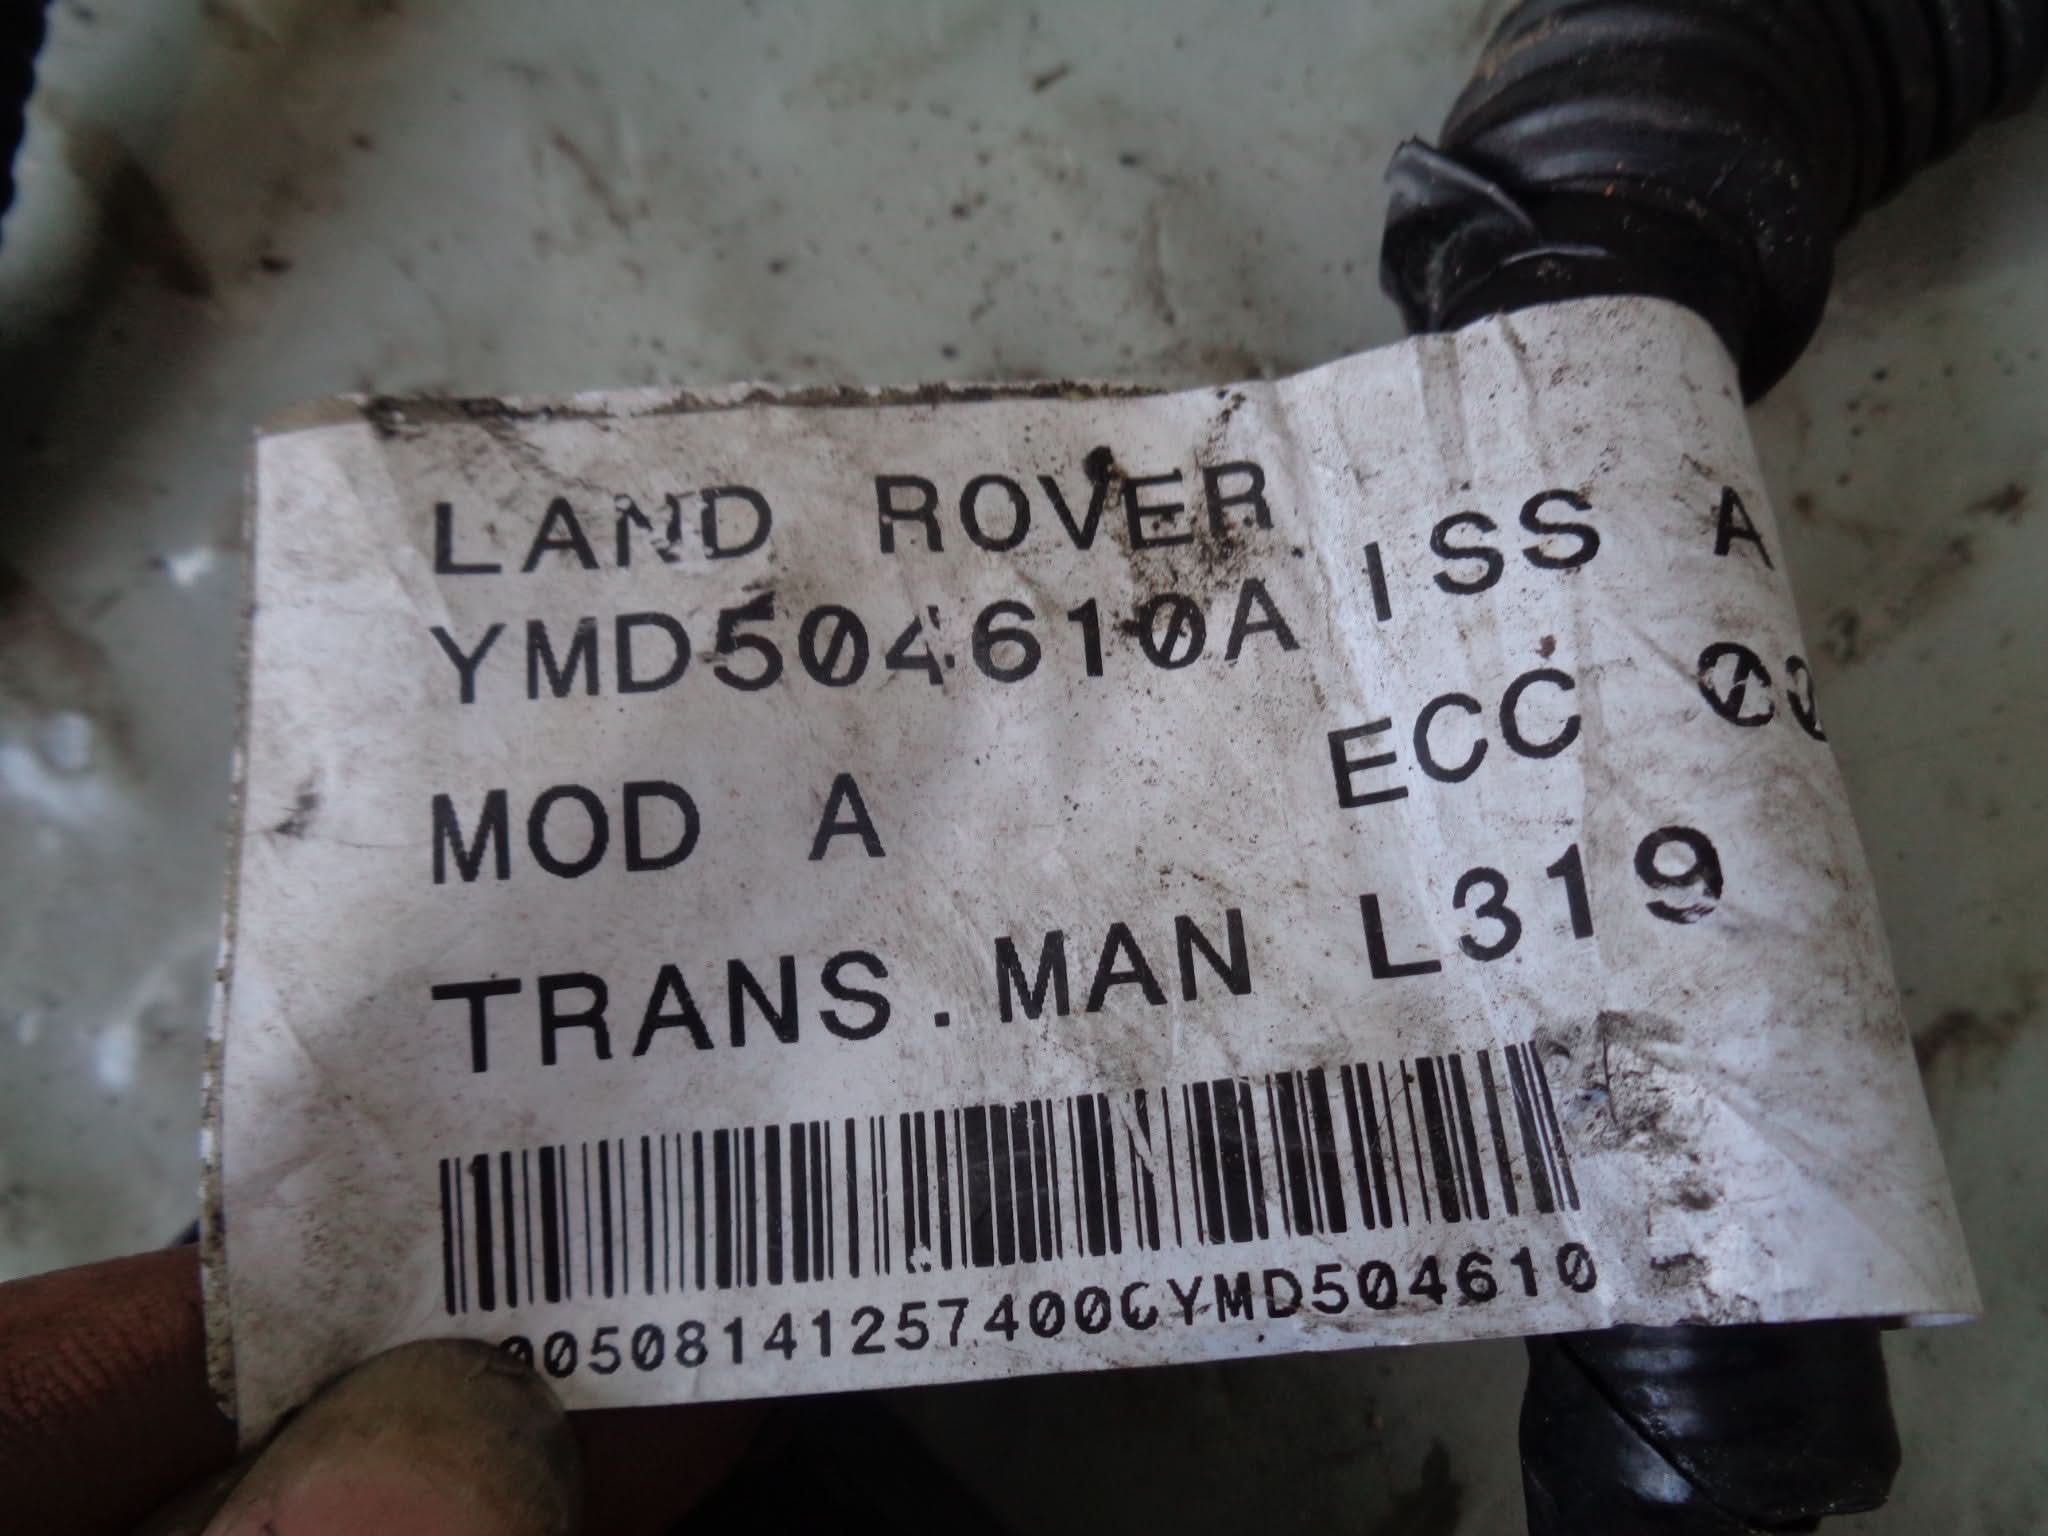 LAND ROVER
YMD504610A ISS A
MOD A ECC
TRANS.MAN L319
YMD504610